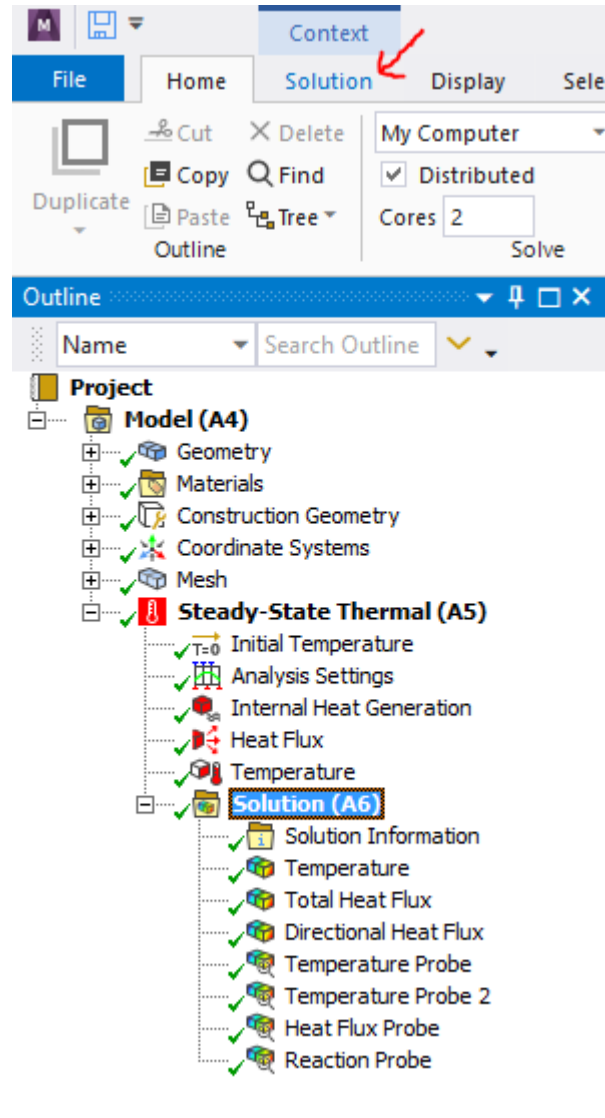 M
Context
File Home Solution Display Sele
Cut Delete My Computer
Copy Find Distributed
Duplicate Paste Tree Cores 2
Outline Solve
Outline
Name Search Outline
Project
Model (A4)
Geometry
Materials
Construction Geometry
Coordinate Systems
Mesh
Steady-State Thermal (A5)
T=0 Initial Temperature
Analysis Settings
Internal Heat Generation
Heat Flux
Temperature
Solution (A6)
i Solution Information
Temperature
Total Heat Flux
Directional Heat Flux
Temperature Probe
Temperature Probe 2
Heat Flux Probe
Reaction Probe